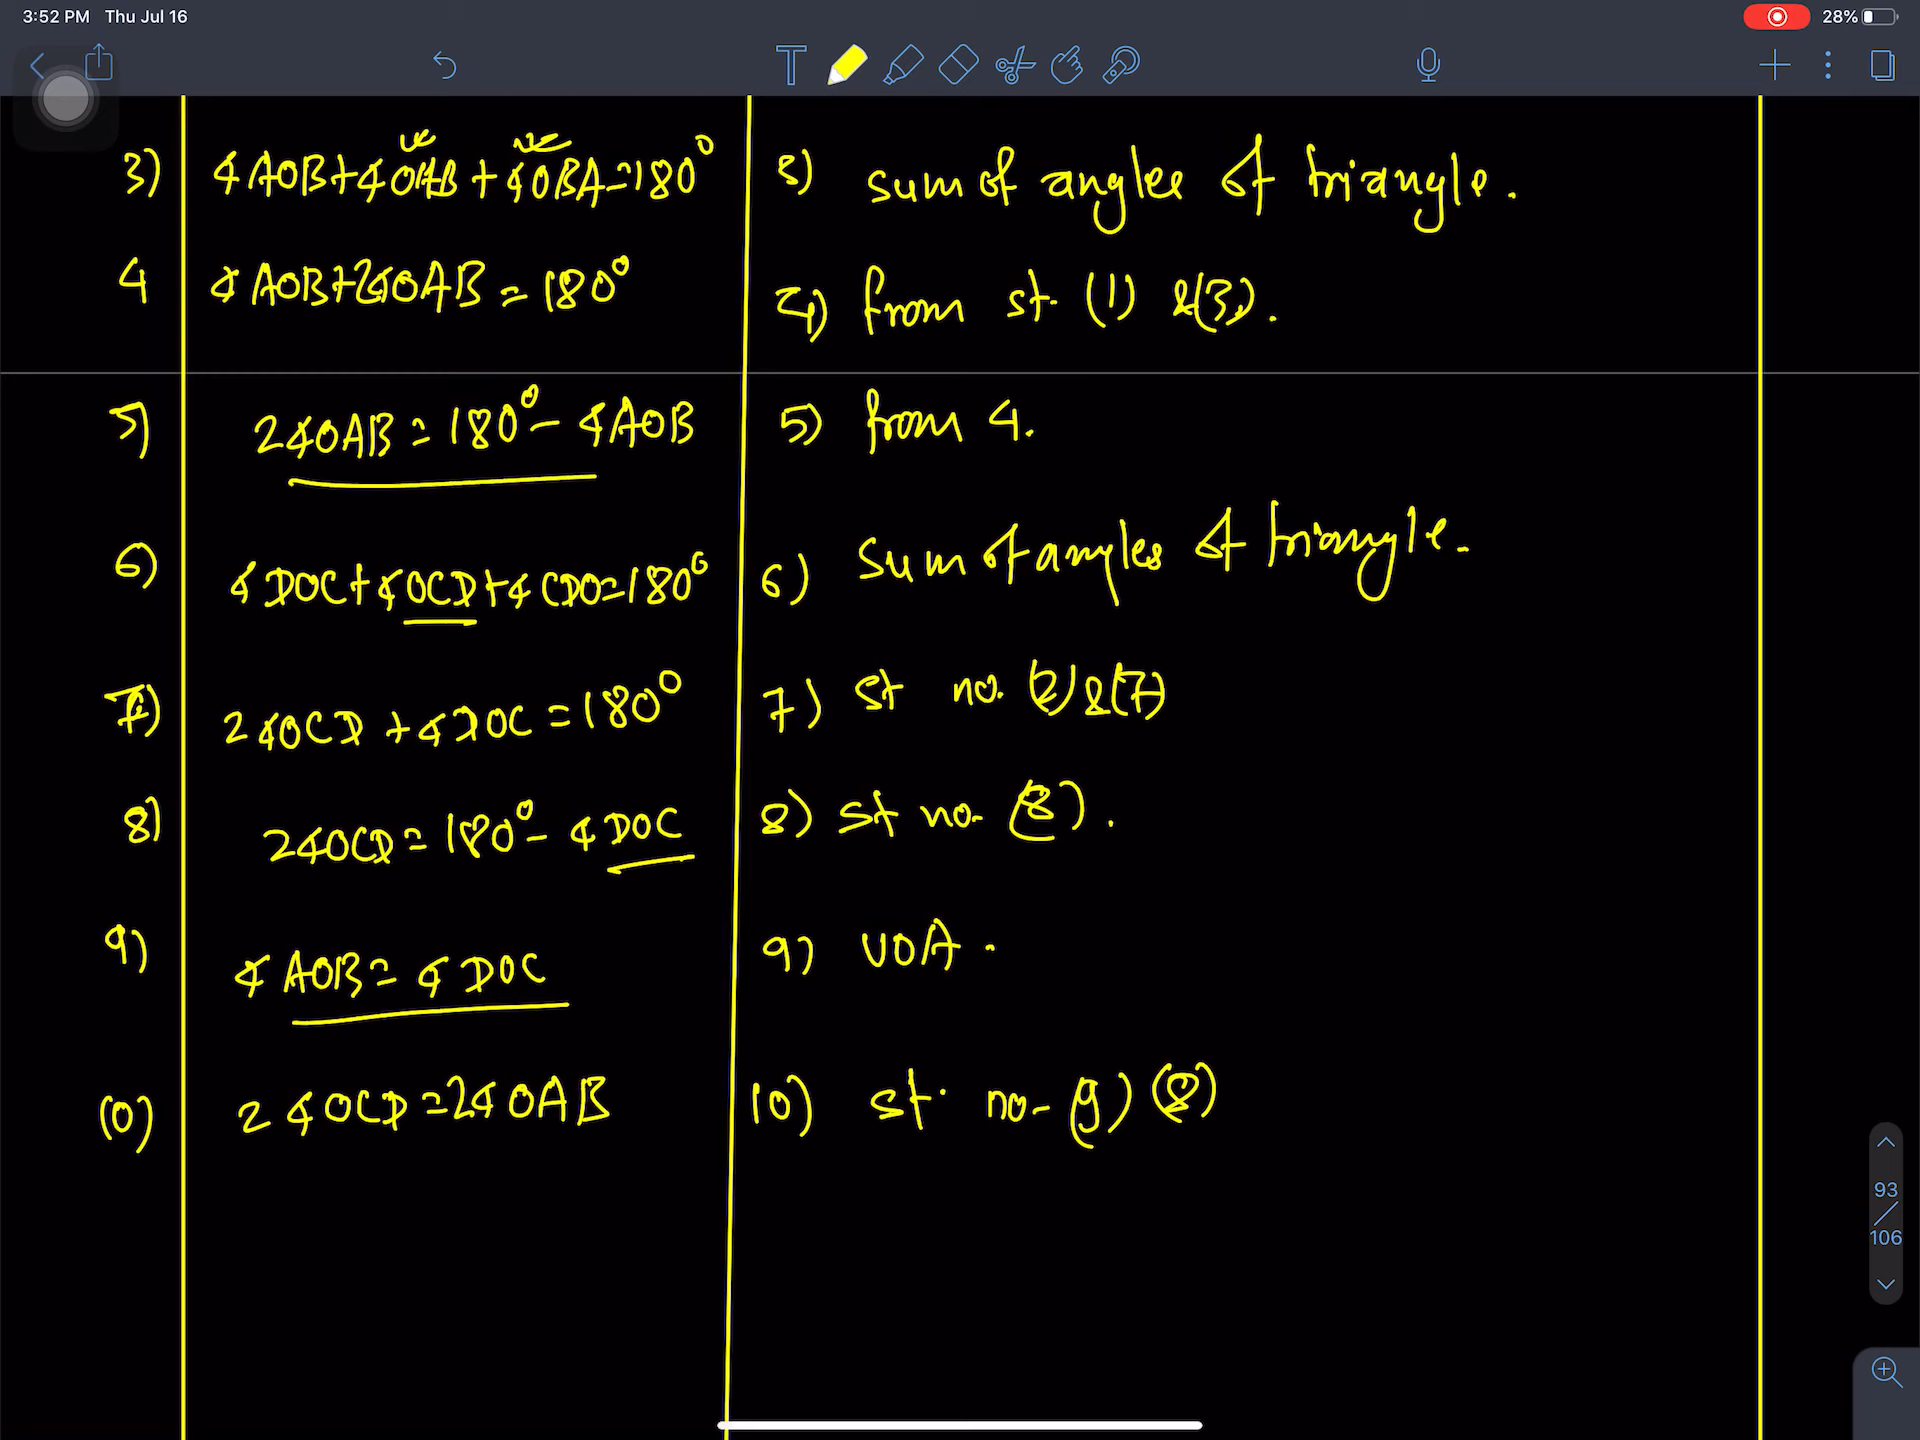 3:52 PM Thu Jul 16 28%
3) ∡AOB+∡OAB+∡OBA=180° 3) sum of angles of triangle.
4 ∡AOB+2∡OAB=180° 4) from st. (1) &(3).
5) 2∡OAB=180°-∡AOB 5) from 4.
6) ∡DOC+∡OCD+∡CDO=180° 6) Sum of angles of triangle.
7) 2∡OCD+∡DOC=180° 7) st no. (2)&(7)
8) 2∡OCD=180°-∡DOC 8) st no. (8).
9) ∡AOB=∡DOC 9) VOA.
10) 2∡OCD=2∡OAB 10) st. no- (9) (8)
93
/
106